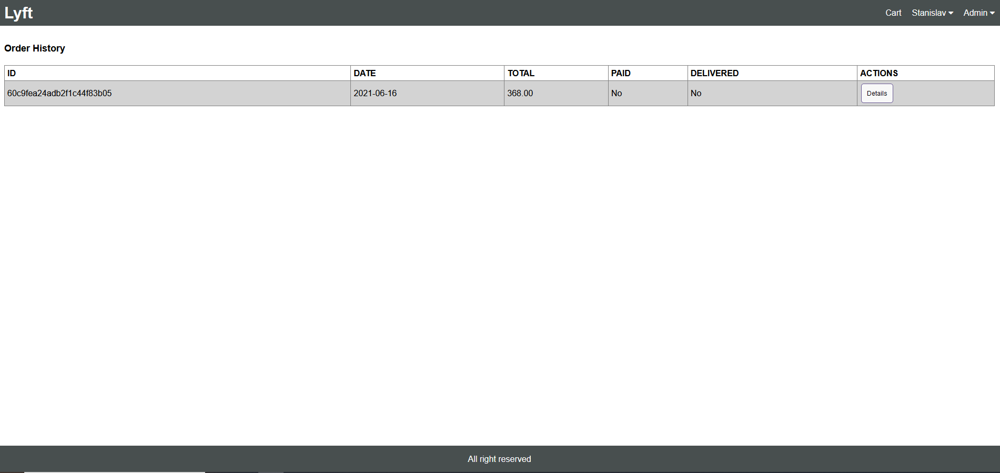 Lyft
Cart Stanislav Admin
Order History
ID DATE TOTAL PAID DELIVERED ACTIONS
60c9fea24adb2f1c44f83b05 2021-06-16 368.00 No No Details
All right reserved